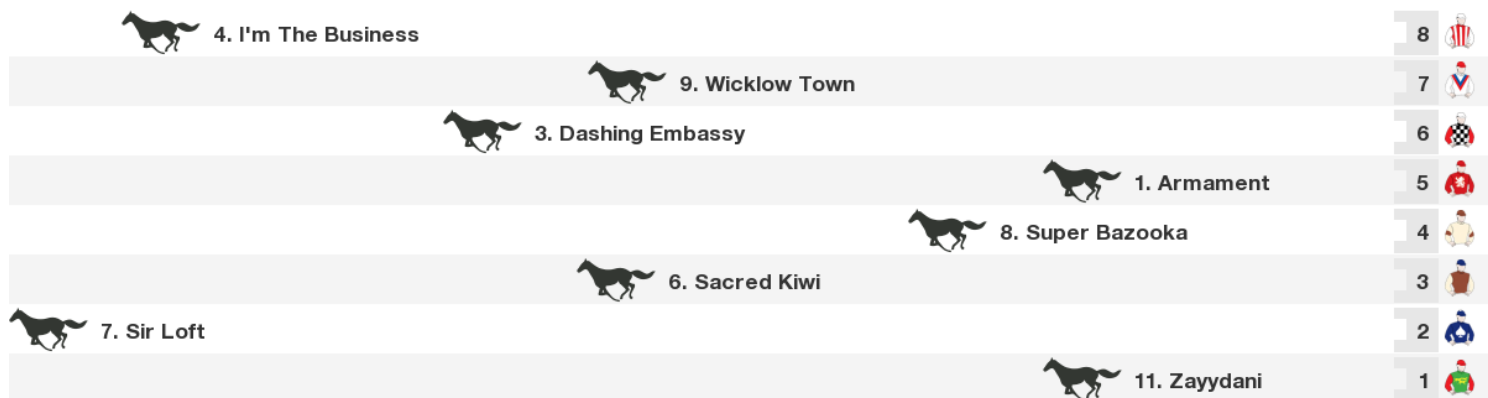 4. I'm The Business 8
9. Wicklow Town 7
3. Dashing Embassy 6
1. Armament 5
8. Super Bazooka 4
6. Sacred Kiwi 3
7. Sir Loft 2
11. Zayydani 1